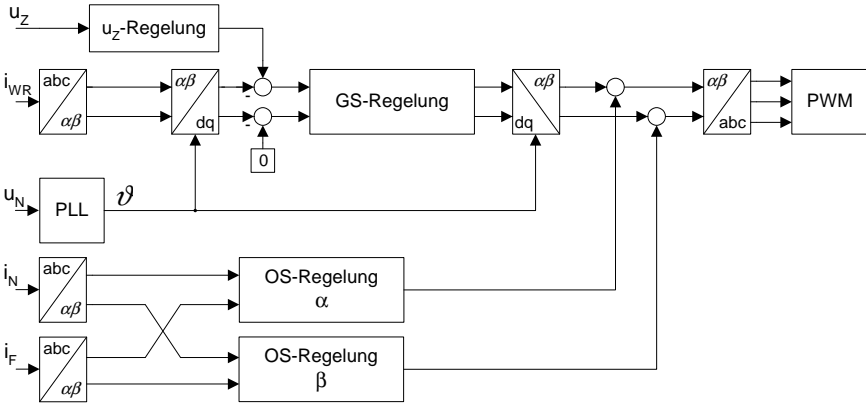 u_Z
u_Z-Regelung
i_WR
abc
αβ
αβ
dq
-
-
0
GS-Regelung
αβ
dq
αβ
abc
PWM
u_N
PLL
ϑ
i_N
abc
αβ
OS-Regelung
α
i_F
abc
αβ
OS-Regelung
β